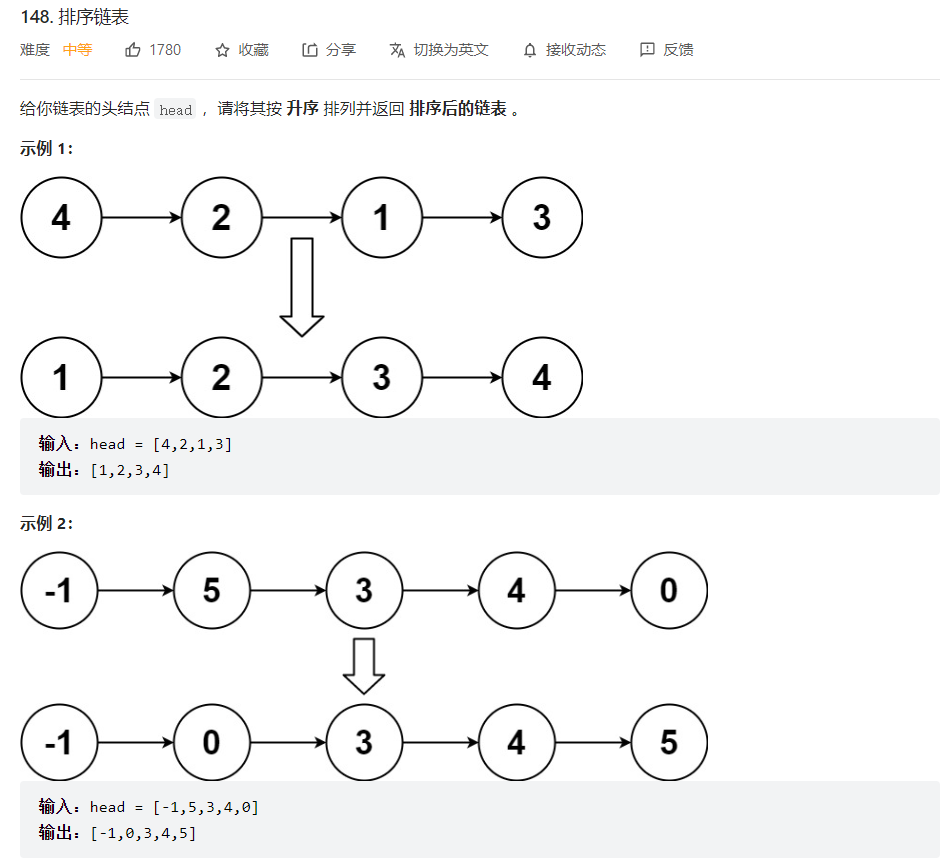 148. 排序链表
难度 中等 1780 收藏 分享 切换为英文 接收动态 反馈
给你链表的头结点 head ，请将其按 升序 排列并返回 排序后的链表 。
示例 1：
4 2 1 3
1 2 3 4
输入：head = [4,2,1,3]
输出：[1,2,3,4]
示例 2：
-1 5 3 4 0
-1 0 3 4 5
输入：head = [-1,5,3,4,0]
输出：[-1,0,3,4,5]